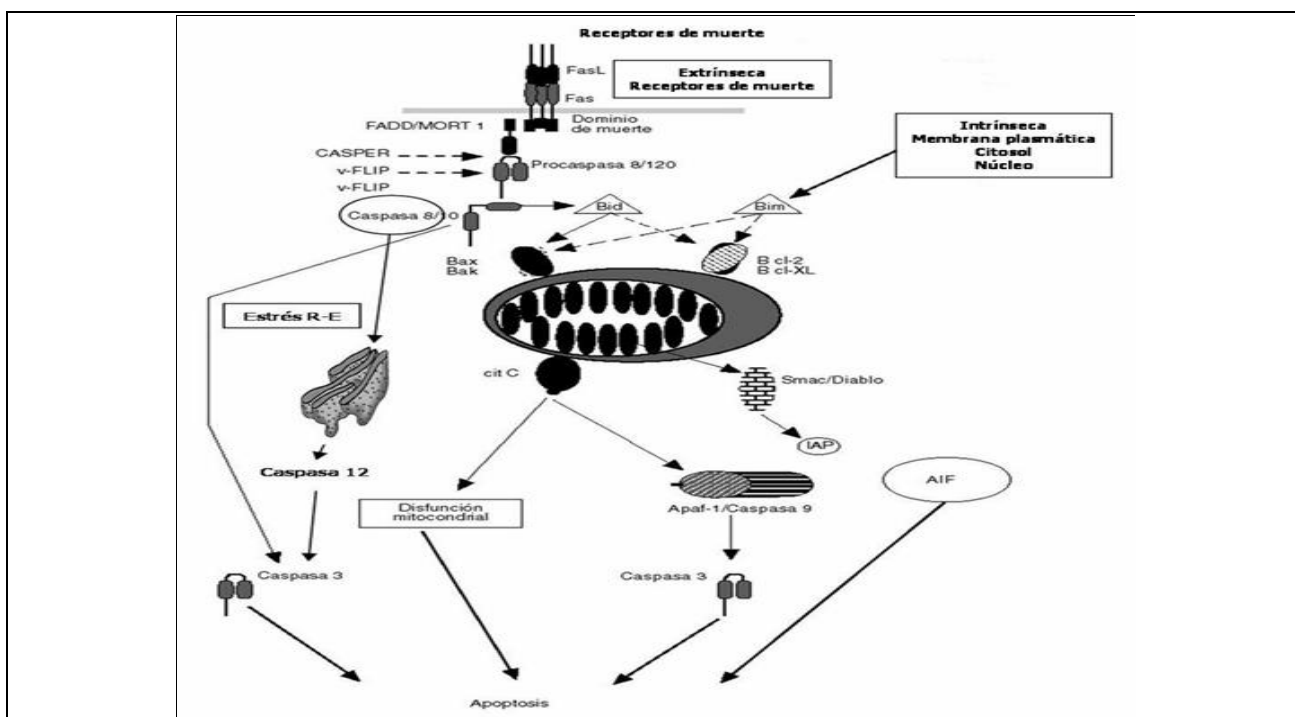 Receptores de muerte
FasL
Extrínseca
Receptores de muerte
Fas
FADD/MORT 1
Dominio
de muerte
Intrínseca
Membrana plasmática
Citosol
Núcleo
CASPER
v-FLIP
v-FLIP
Procaspasa 8/120
Caspasa 8/10
Bid
Bim
Bax
Bak
B cl-2
B cl-XL
Estrés R-E
cit C
Smac/Diablo
IAP
Caspasa 12
AIF
Disfunción
mitocondrial
Apaf-1/Caspasa 9
Caspasa 3
Caspasa 3
Apoptosis